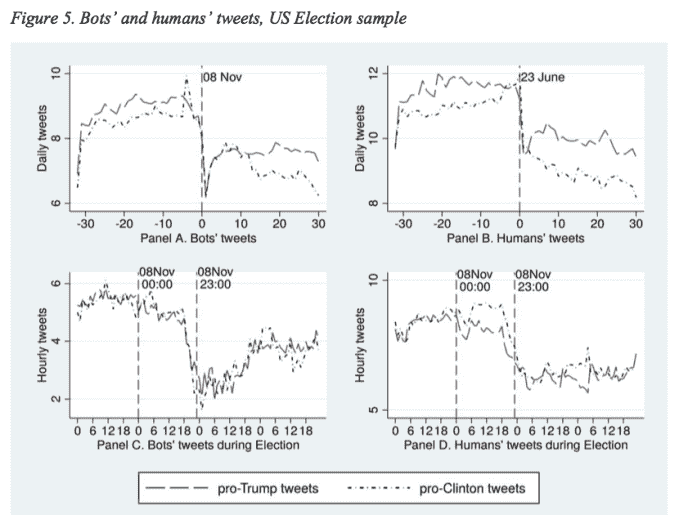 Figure 5. Bots' and humans' tweets, US Election sample
08 Nov
Daily tweets
10
8
6
-30 -20 -10 0 10 20 30
Panel A. Bots' tweets
23 June
Daily tweets
12
10
8
-30 -20 -10 0 10 20 30
Panel B. Humans' tweets
08Nov 08Nov
00:00 23:00
Hourly tweets
6
4
2
0 6 12 18 0 6 12 18 0 6 12 18 0 6 12 18
Panel C. Bots' tweets during Election
08Nov 08Nov
00:00 23:00
Hourly tweets
10
5
0 6 12 18 0 6 12 18 0 6 12 18 0 6 12 18
Panel D. Humans' tweets during Election
pro-Trump tweets pro-Clinton tweets